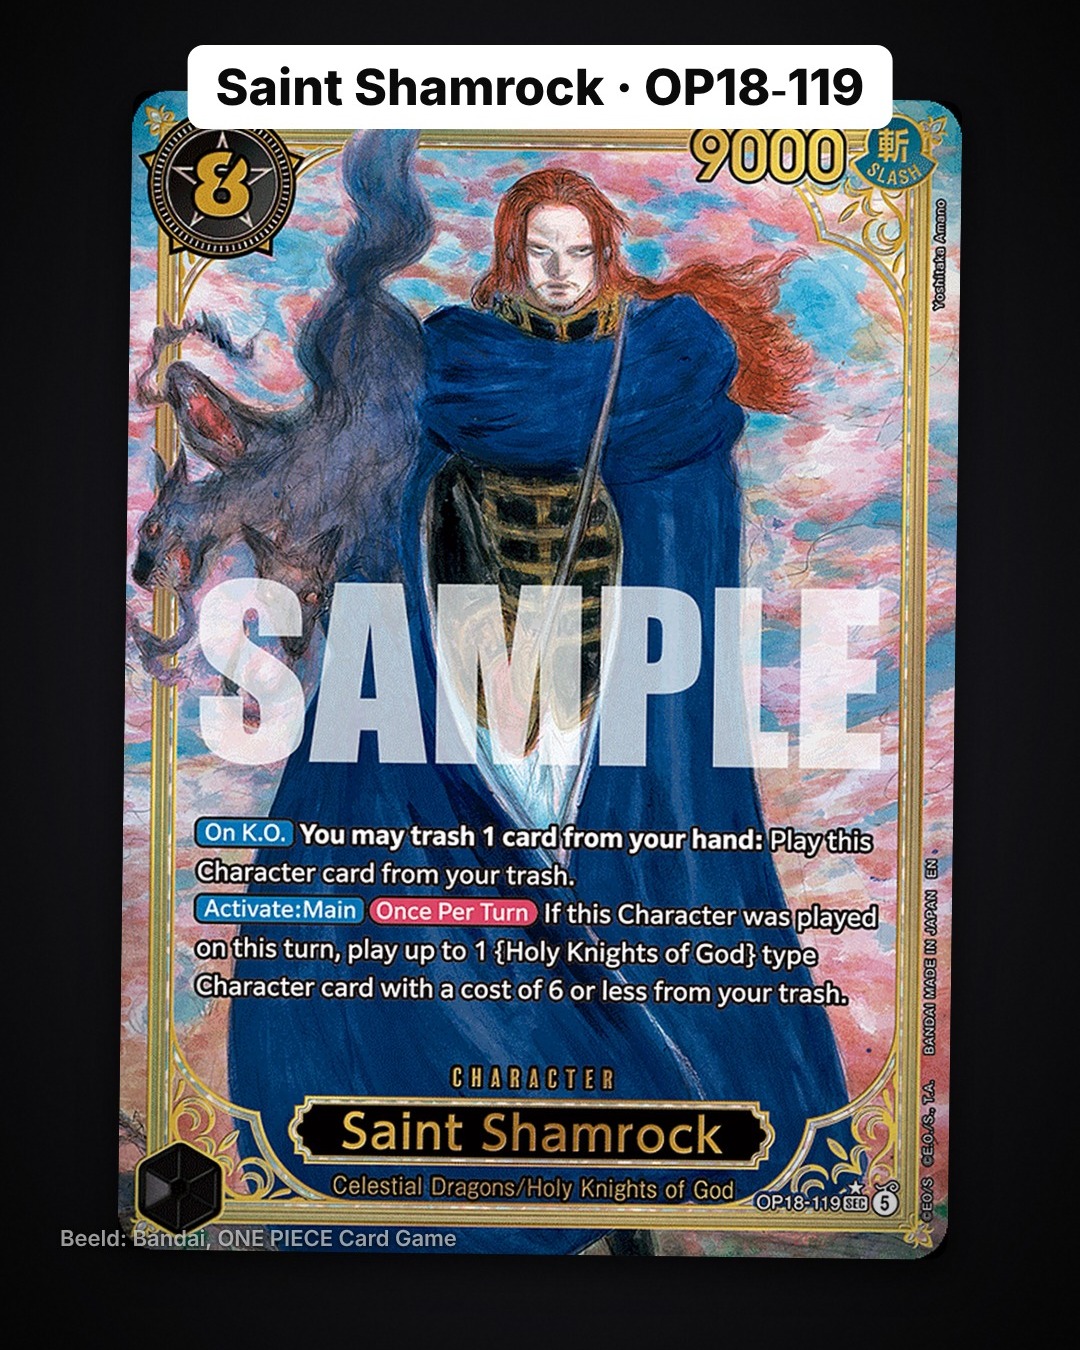 Saint Shamrock · OP18-119
8
9000
斬
SLASH
Yoshitaka Amano
SAMPLE
On K.O. You may trash 1 card from your hand: Play this
Character card from your trash.
Activate:Main Once Per Turn If this Character was played
on this turn, play up to 1 {Holy Knights of God} type
Character card with a cost of 6 or less from your trash.
CHARACTER
Saint Shamrock
Celestial Dragons/Holy Knights of God
OP18-119 SEC 5
©E.O/S ©E.O./S., T.A. BANDAI MADE IN JAPAN EN
Beeld: Bandai, ONE PIECE Card Game